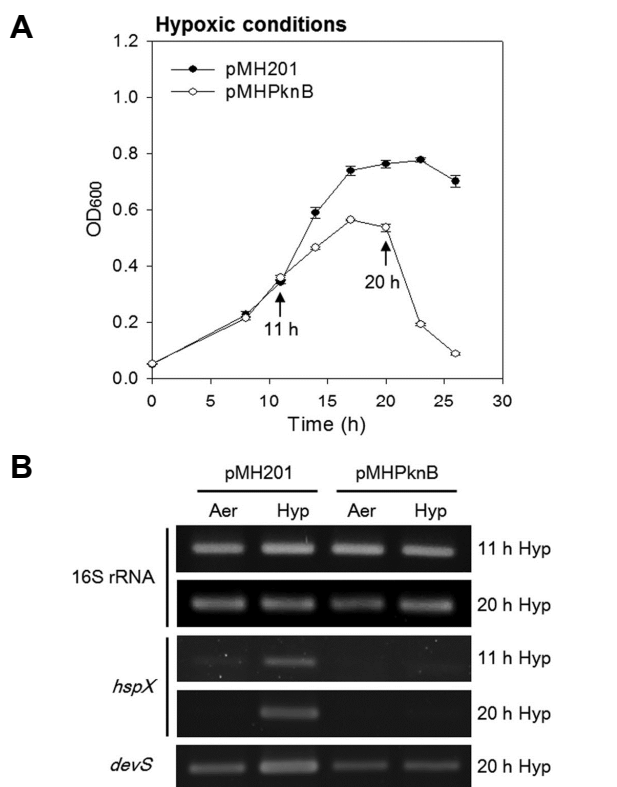 A
Hypoxic conditions
1.2
1.0
0.8
0.6
0.4
0.2
0.0
OD600
pMH201
pMHPknB
11 h
20 h
0 5 10 15 20 25 30
Time (h)
B
pMH201 pMHPknB
Aer Hyp Aer Hyp
16S rRNA
11 h Hyp
20 h Hyp
hspX
11 h Hyp
20 h Hyp
devS
20 h Hyp